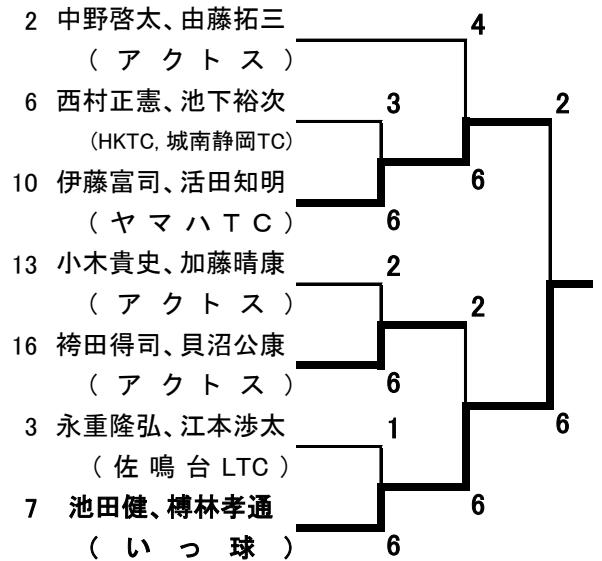 2 中野啓太、由藤拓三
4
(アクトス)
6 西村正憲、池下裕次
3
2
(HKTC, 城南静岡TC)
10 伊藤富司、活田知明
6
(ヤマハTC)
6
13 小木貴史、加藤晴康
2
(アクトス)
2
16 袴田得司、貝沼公康
(アクトス)
6
3 永重隆弘、江本渉太
1
6
(佐鳴台LTC)
7 池田健、榑林孝通
6
(いっ球)
6